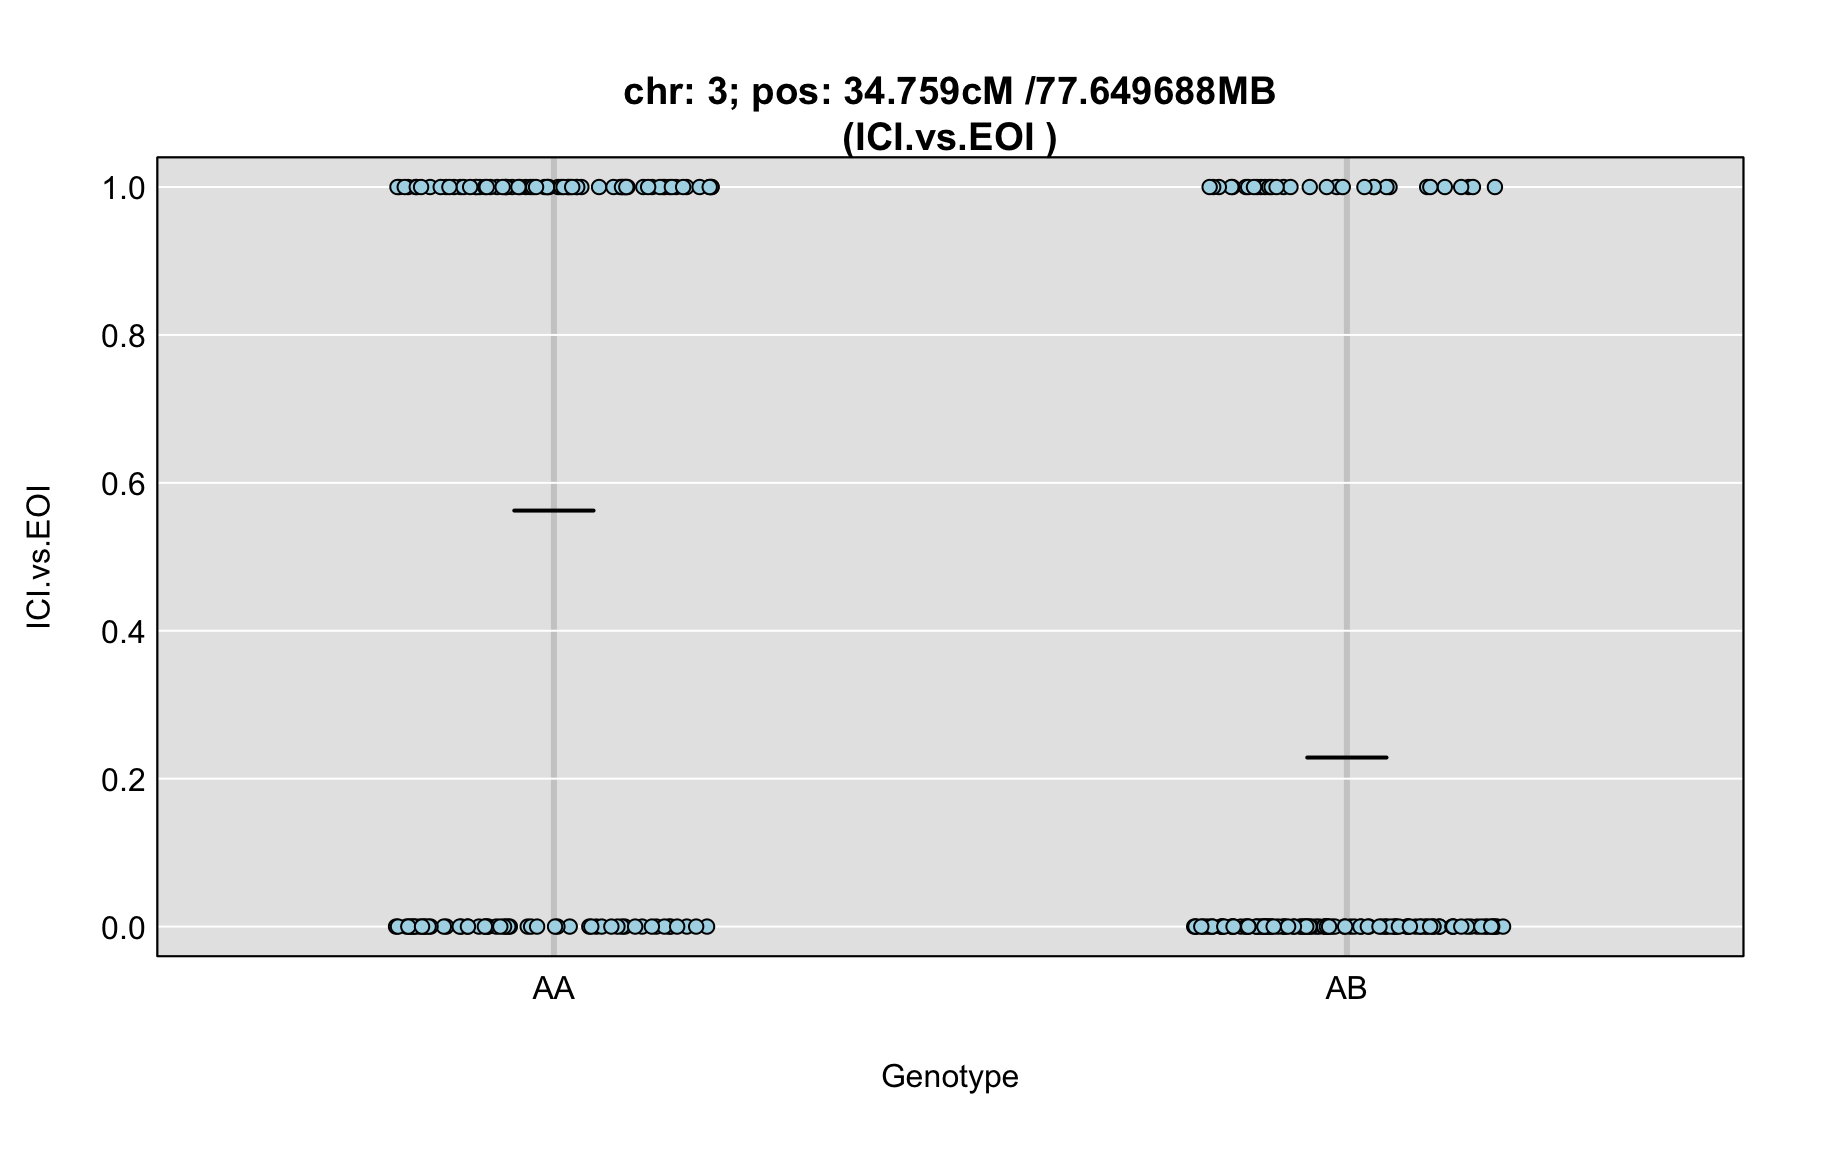 chr: 3; pos: 34.759cM /77.649688MB
(ICI.vs.EOI )
ICI.vs.EOI
1.0
0.8
0.6
0.4
0.2
0.0
AA
AB
Genotype